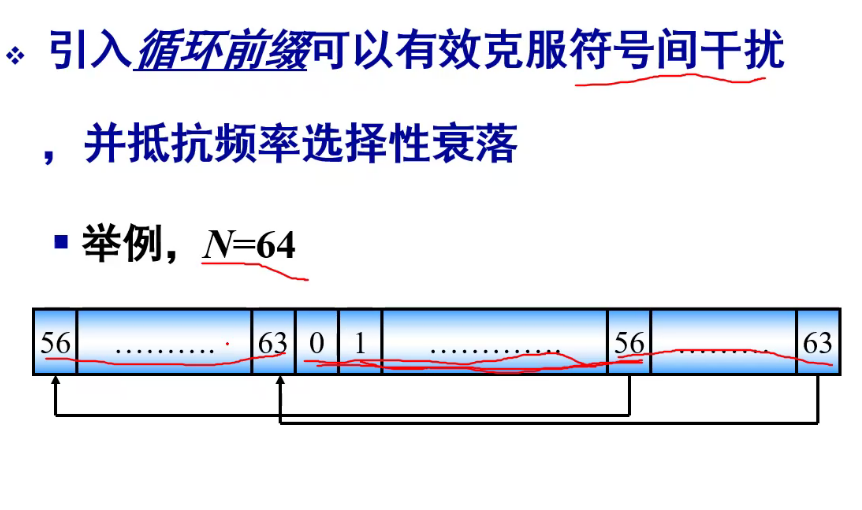 引入循环前缀可以有效克服符号间干扰
，并抵抗频率选择性衰落
举例，N=64
56 ………. 63 0 1 …………. 56 ………. 63